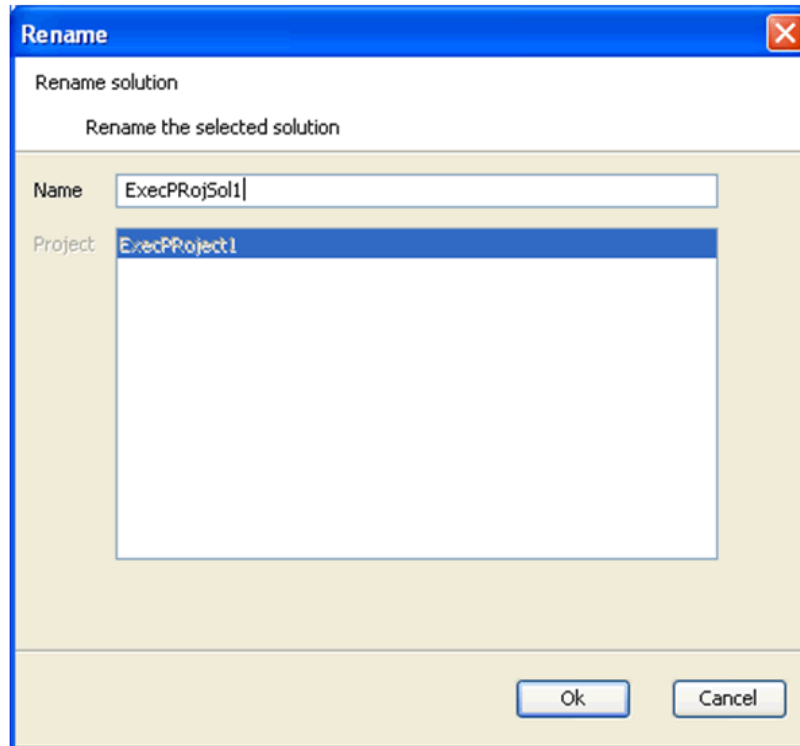 Rename
Rename solution
Rename the selected solution
Name ExecPRojSol1
Project ExecPRoject1
Ok Cancel